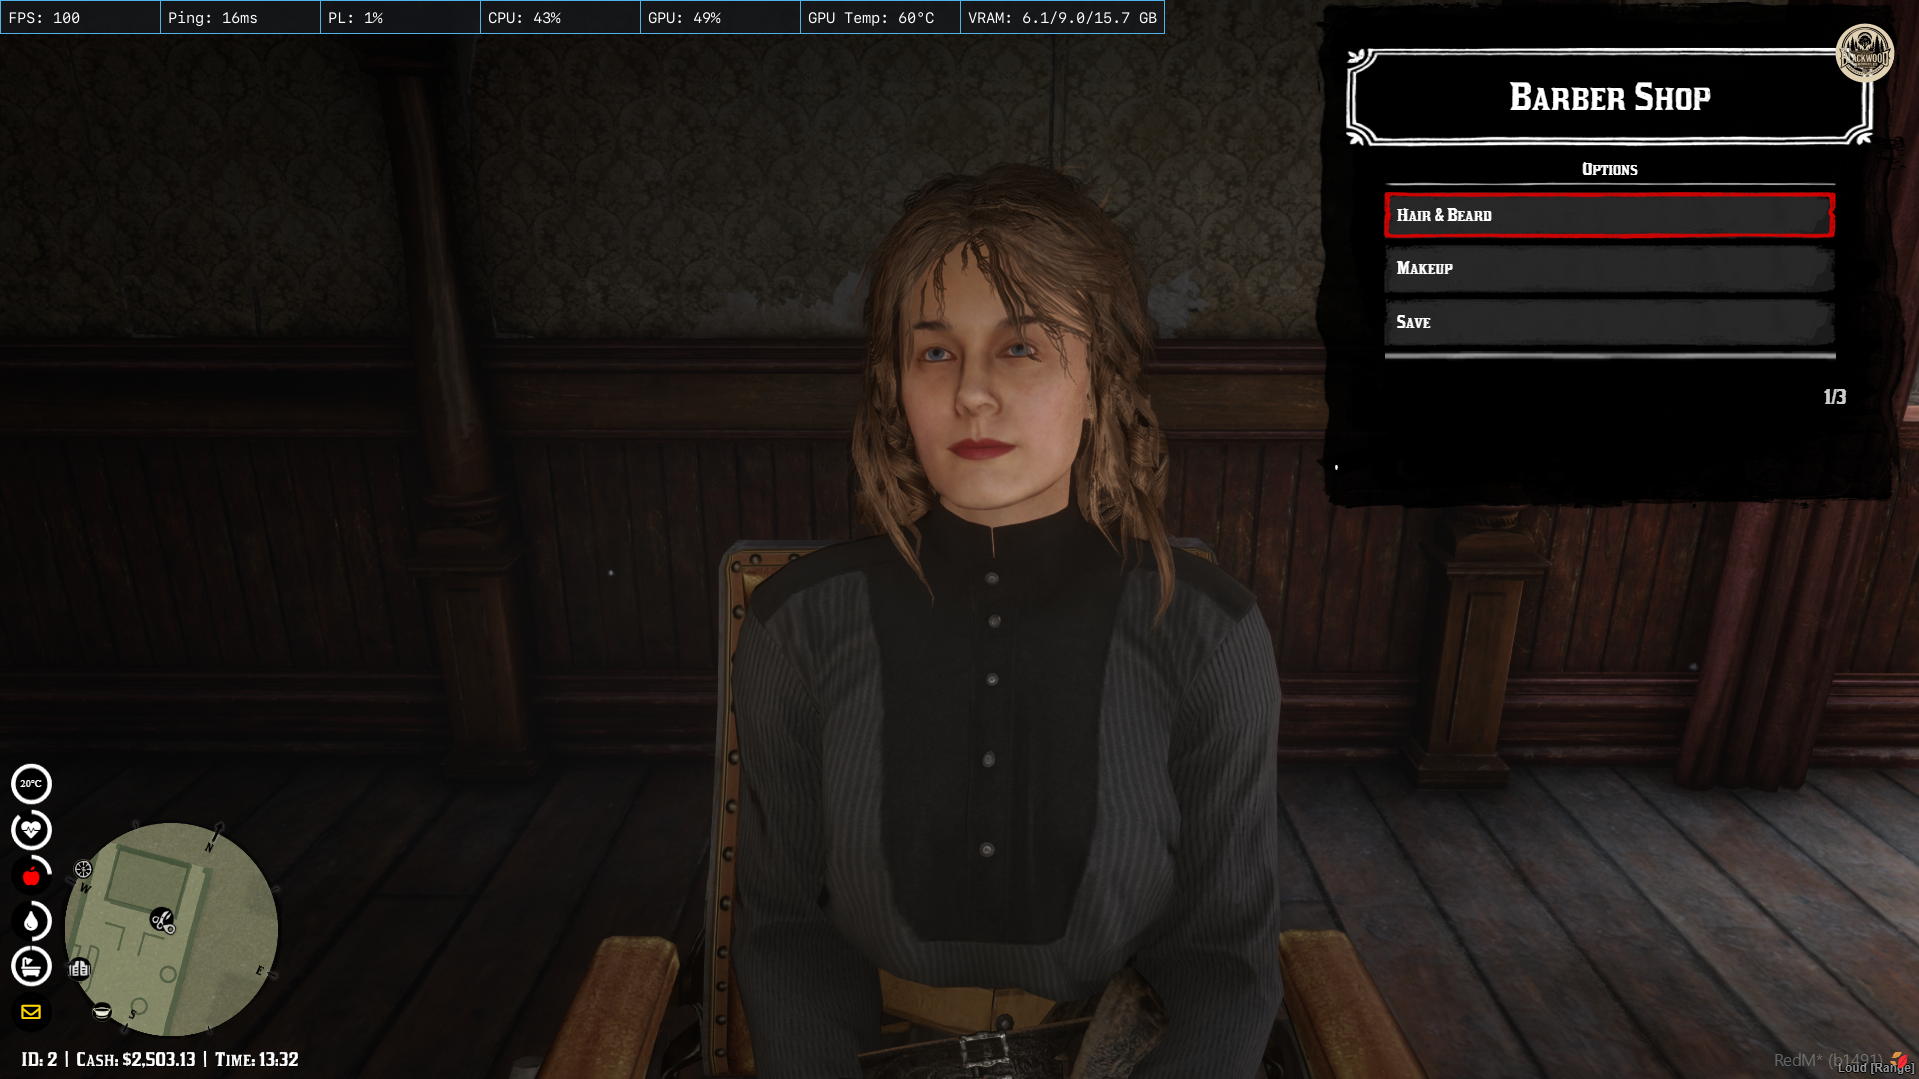 FPS: 100
Ping: 16ms
PL: 1%
CPU: 43%
GPU: 49%
GPU Temp: 60°C
VRAM: 6.1/9.0/15.7 GB
BLACKWOOD
BARBER SHOP
OPTIONS
HAIR & BEARD
MAKEUP
SAVE
1/3
20°C
N
W
E
S
ID: 2 | CASH: $2,503.13 | TIME: 13:32
RedM* (b1491)
Loud [Range]